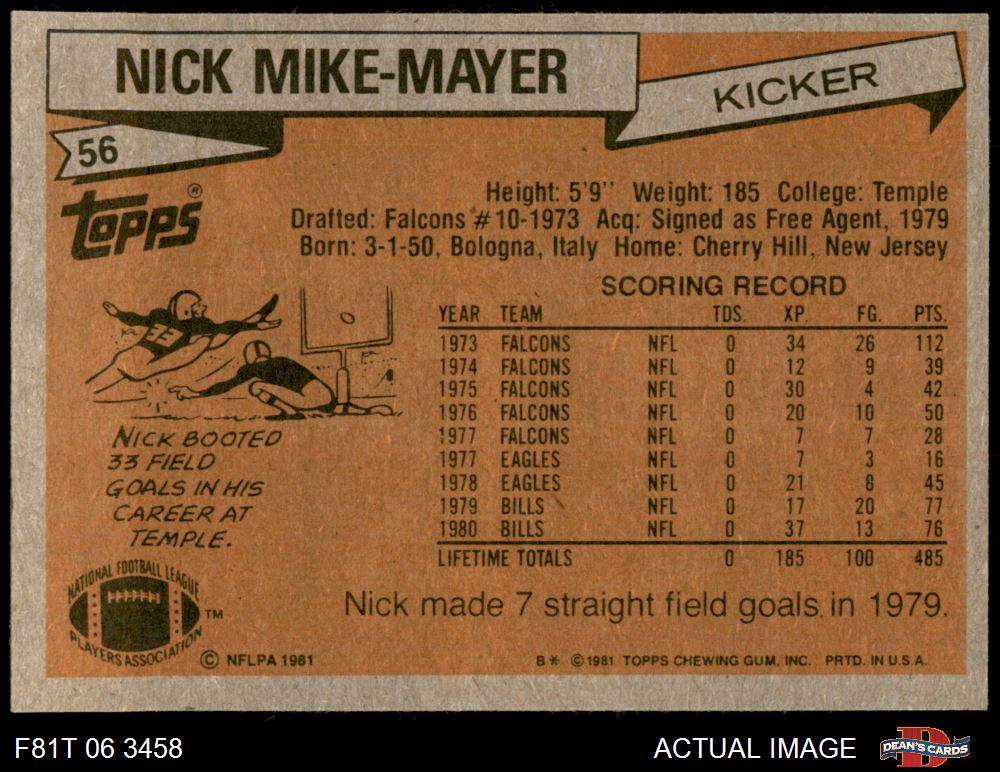 NICK MIKE-MAYER
KICKER
56
TOPPS®
Height: 5'9" Weight: 185 College: Temple
Drafted: Falcons #10-1973 Acq: Signed as Free Agent, 1979
Born: 3-1-50, Bologna, Italy Home: Cherry Hill, New Jersey
SCORING RECORD
YEAR TEAM TDS. XP. FG. PTS.
1973 FALCONS NFL 0 34 26 112
1974 FALCONS NFL 0 12 9 39
1975 FALCONS NFL 0 30 4 42
1976 FALCONS NFL 0 20 10 50
1977 FALCONS NFL 0 7 7 28
1977 EAGLES NFL 0 7 3 16
1978 EAGLES NFL 0 21 8 45
1979 BILLS NFL 0 17 20 77
1980 BILLS NFL 0 37 13 76
LIFETIME TOTALS 0 185 100 485
EE
NICK BOOTED
33 FIELD
GOALS IN HIS
CAREER AT
TEMPLE.
Nick made 7 straight field goals in 1979.
NATIONAL FOOTBALL LEAGUE
PLAYERS ASSOCIATION
TM
© NFLPA 1981
B* ©1981 TOPPS CHEWING GUM, INC. PRTD. IN U.S.A.
F81T 06 3458
ACTUAL IMAGE
D
DEAN'S CARDS